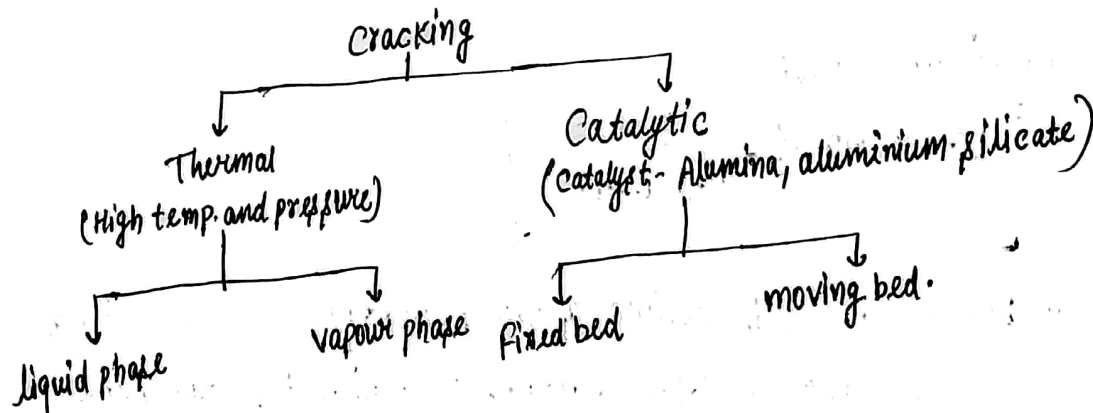 Cracking
Thermal
(High temp. and pressure)
Catalytic
(Catalyst - Alumina, aluminium silicate)
liquid phase
vapour phase
Fixed bed
moving bed.